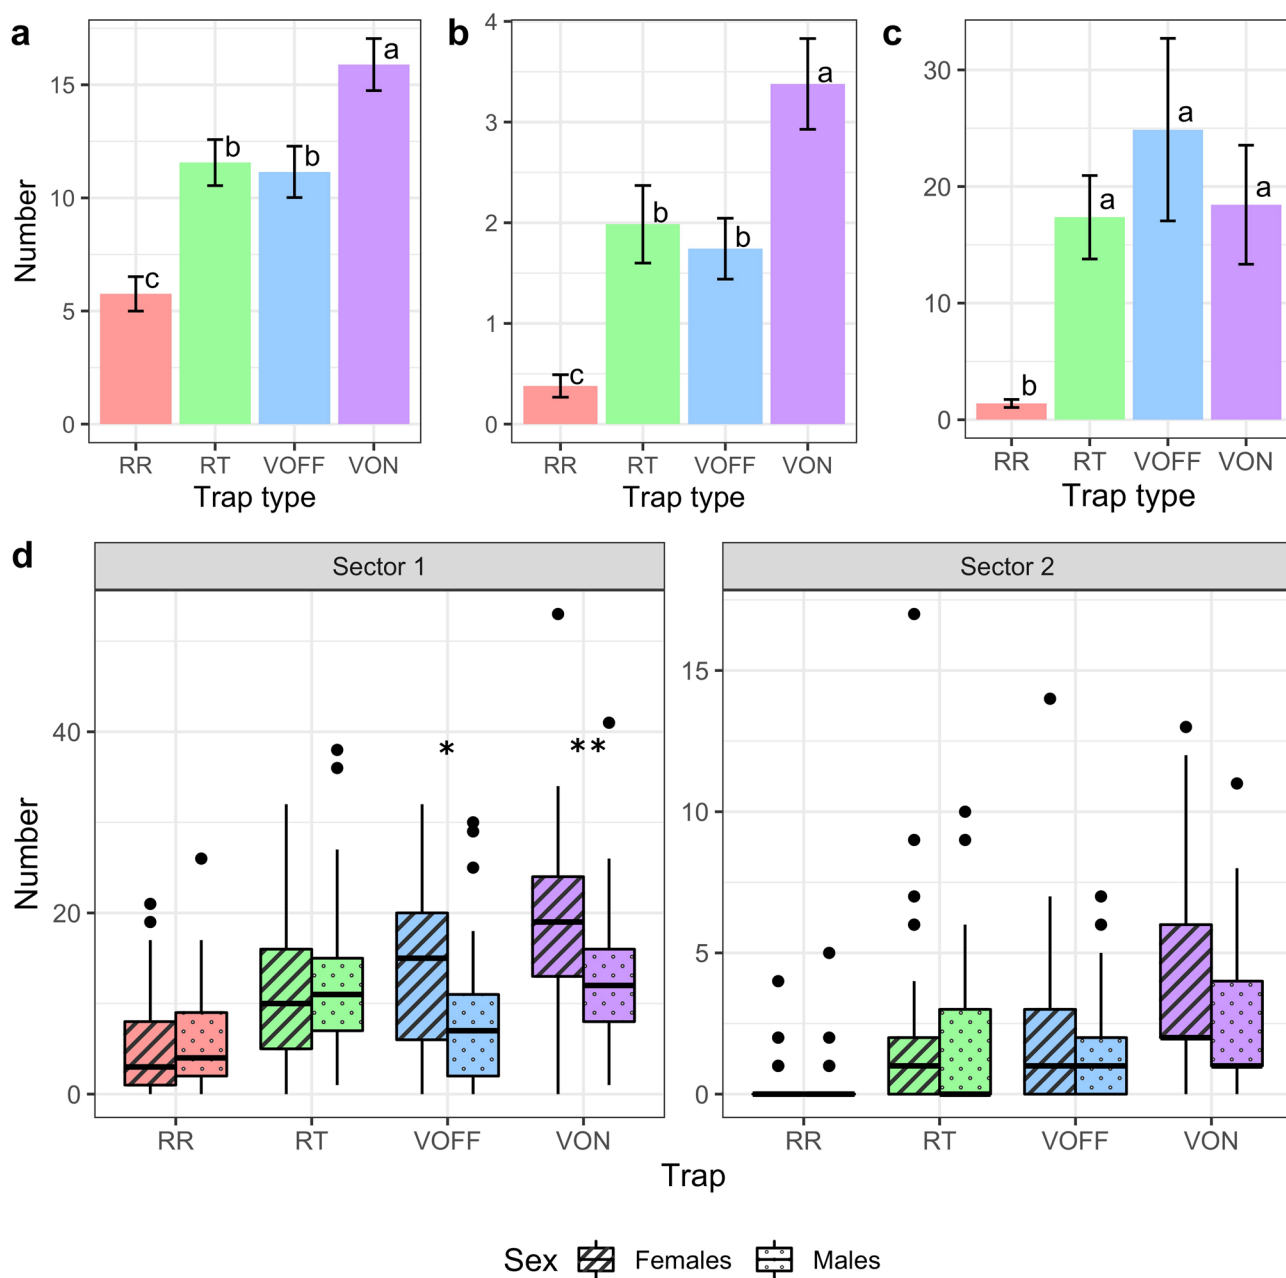 a
b
c
Number
15
10
5
0
c
b
b
a
RR RT VOFF VON
Trap type
4
3
2
1
0
c
b
b
a
RR RT VOFF VON
Trap type
30
20
10
0
b
a
a
a
RR RT VOFF VON
Trap type
d
Sector 1
Sector 2
Number
40
20
0
*
**
RR RT VOFF VON
15
10
5
0
RR RT VOFF VON
Trap
Sex Females Males